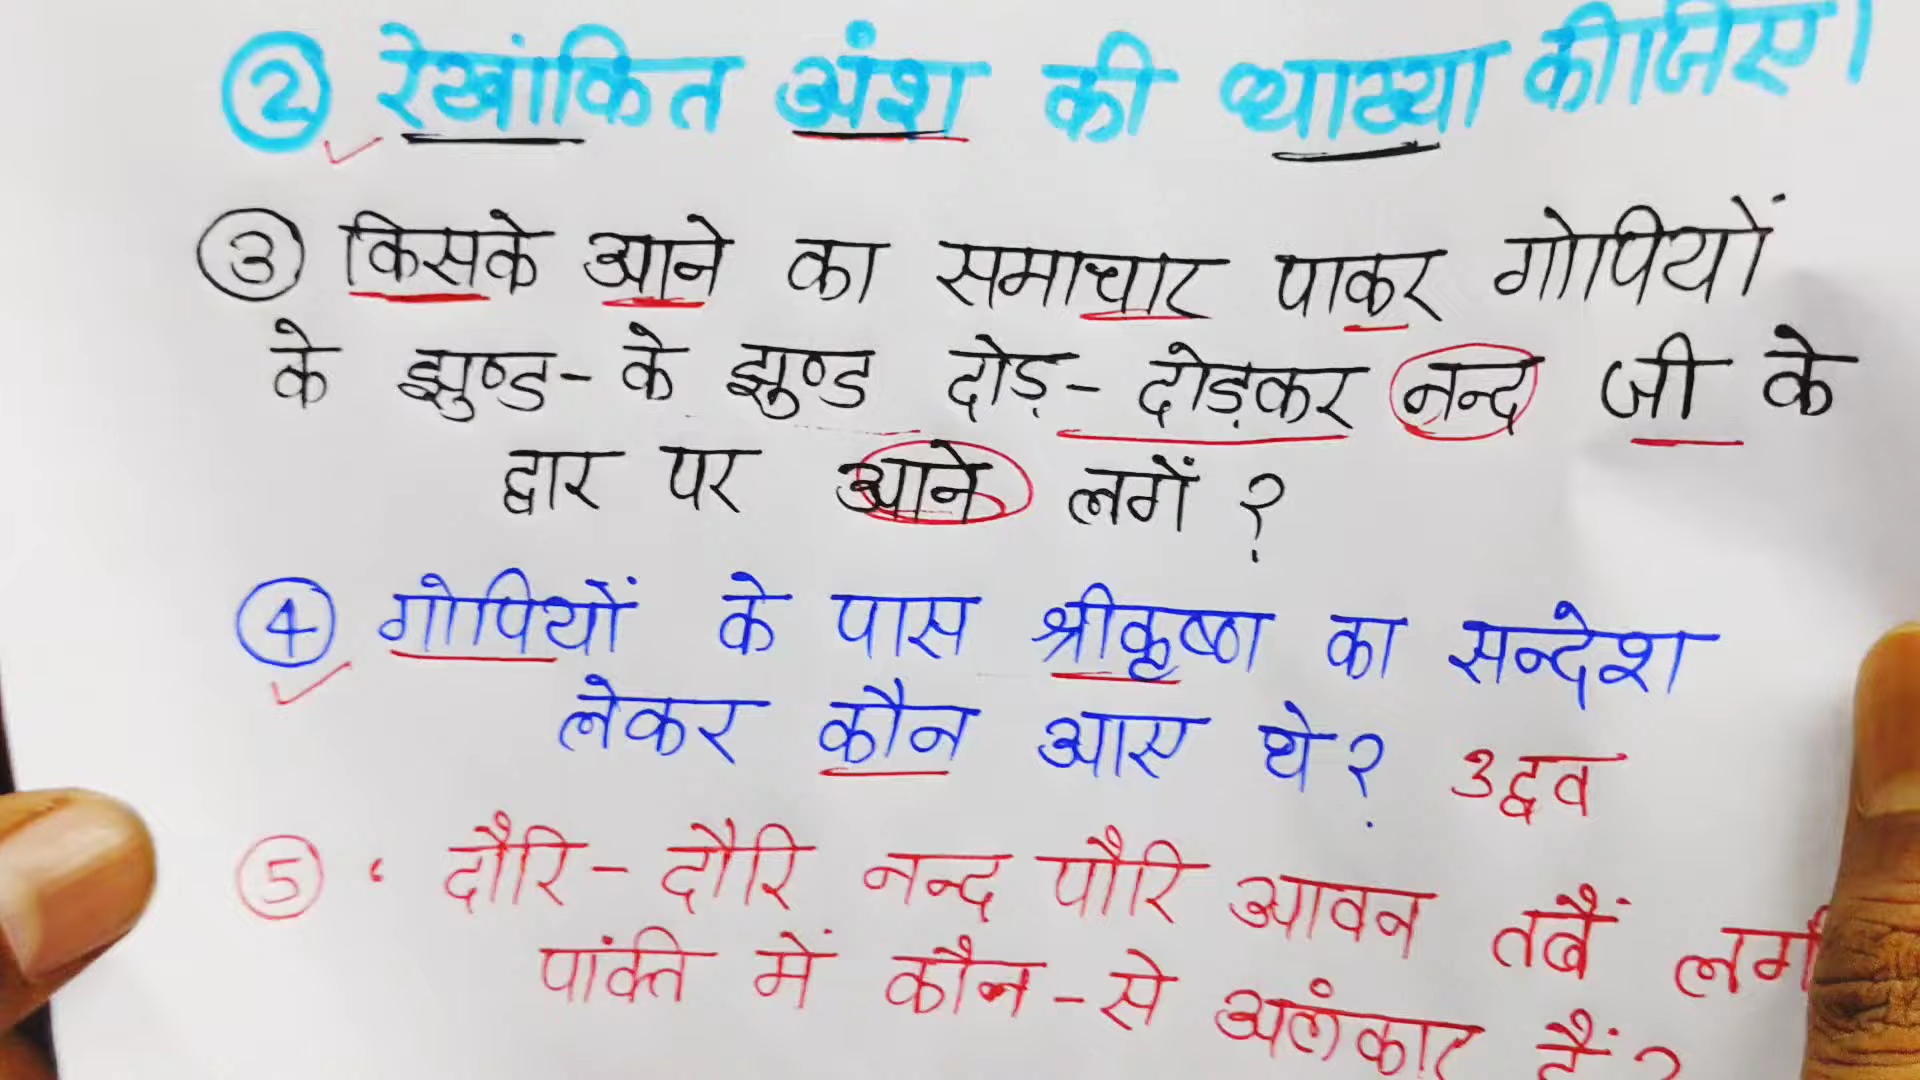 ② रेखांकित अंश की व्याख्या कीजिए।
③ किसके आने का समाचार पाकर गोपियों
के झुण्ड-के झुण्ड दोड़-दोड़कर नन्द जी के
द्वार पर आने लगें ?
④ गोपियों के पास श्रीकृष्ण का सन्देश
लेकर कौन आए थे? उद्धव
⑤ ' दौरि-दौरि नन्द पौरि आवन तबैं
पांक्ति में कौन-से अलंकार हैं?